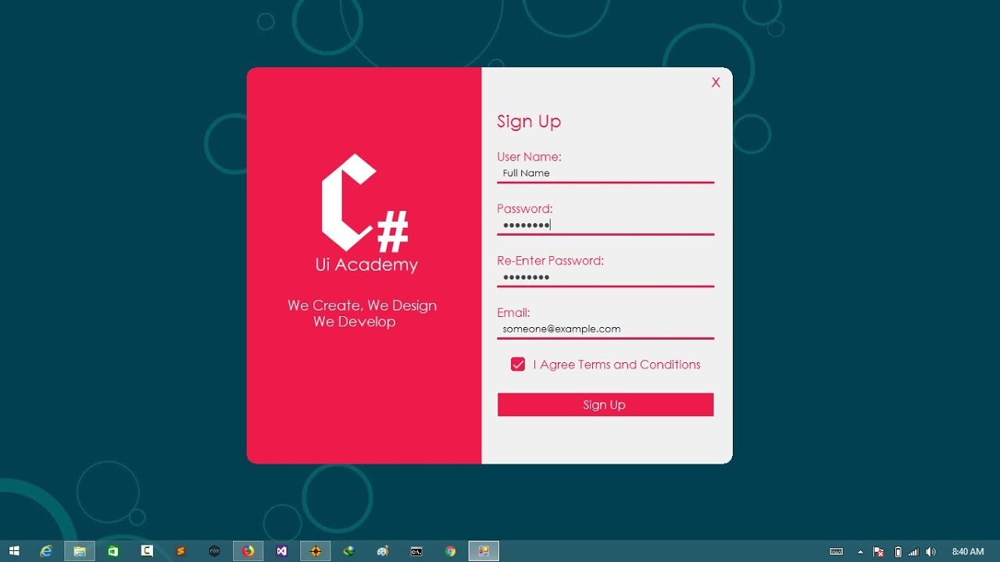 X
Sign Up
User Name:
Full Name
Password:
••••••••
Re-Enter Password:
••••••••
Email:
someone@example.com
I Agree Terms and Conditions
Sign Up
C#
Ui Academy
We Create, We Design
We Develop
8:40 AM